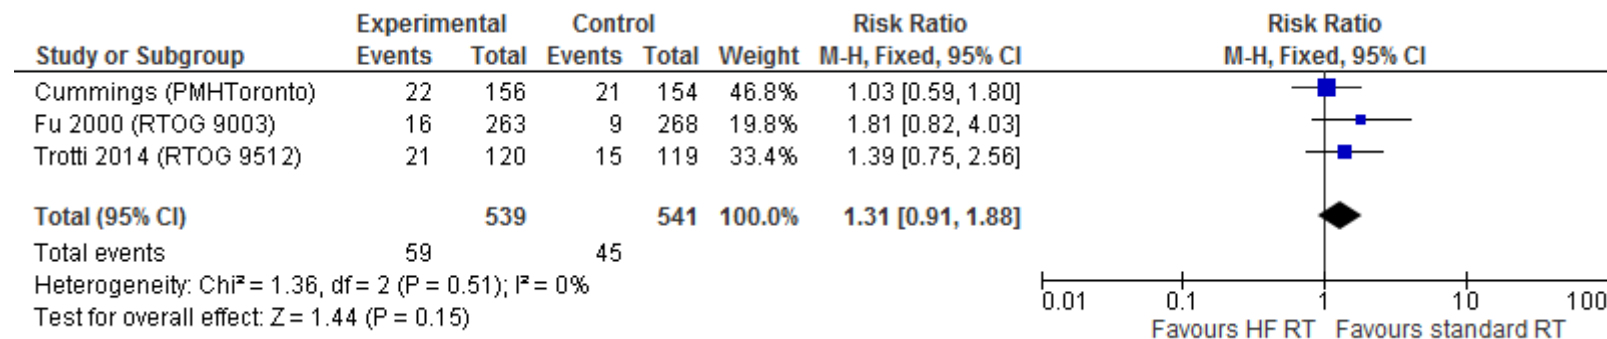 Experimental Control Risk Ratio Risk Ratio
Study or Subgroup Events Total Events Total Weight M-H, Fixed, 95% CI M-H, Fixed, 95% CI
Cummings (PMHToronto) 22 156 21 154 46.8% 1.03 [0.59, 1.80]
Fu 2000 (RTOG 9003) 16 263 9 268 19.8% 1.81 [0.82, 4.03]
Trotti 2014 (RTOG 9512) 21 120 15 119 33.4% 1.39 [0.75, 2.56]
Total (95% CI) 539 541 100.0% 1.31 [0.91, 1.88]
Total events 59 45
Heterogeneity: Chi² = 1.36, df = 2 (P = 0.51); I² = 0%
Test for overall effect: Z = 1.44 (P = 0.15)
0.01 0.1 1 10 100
Favours HF RT Favours standard RT